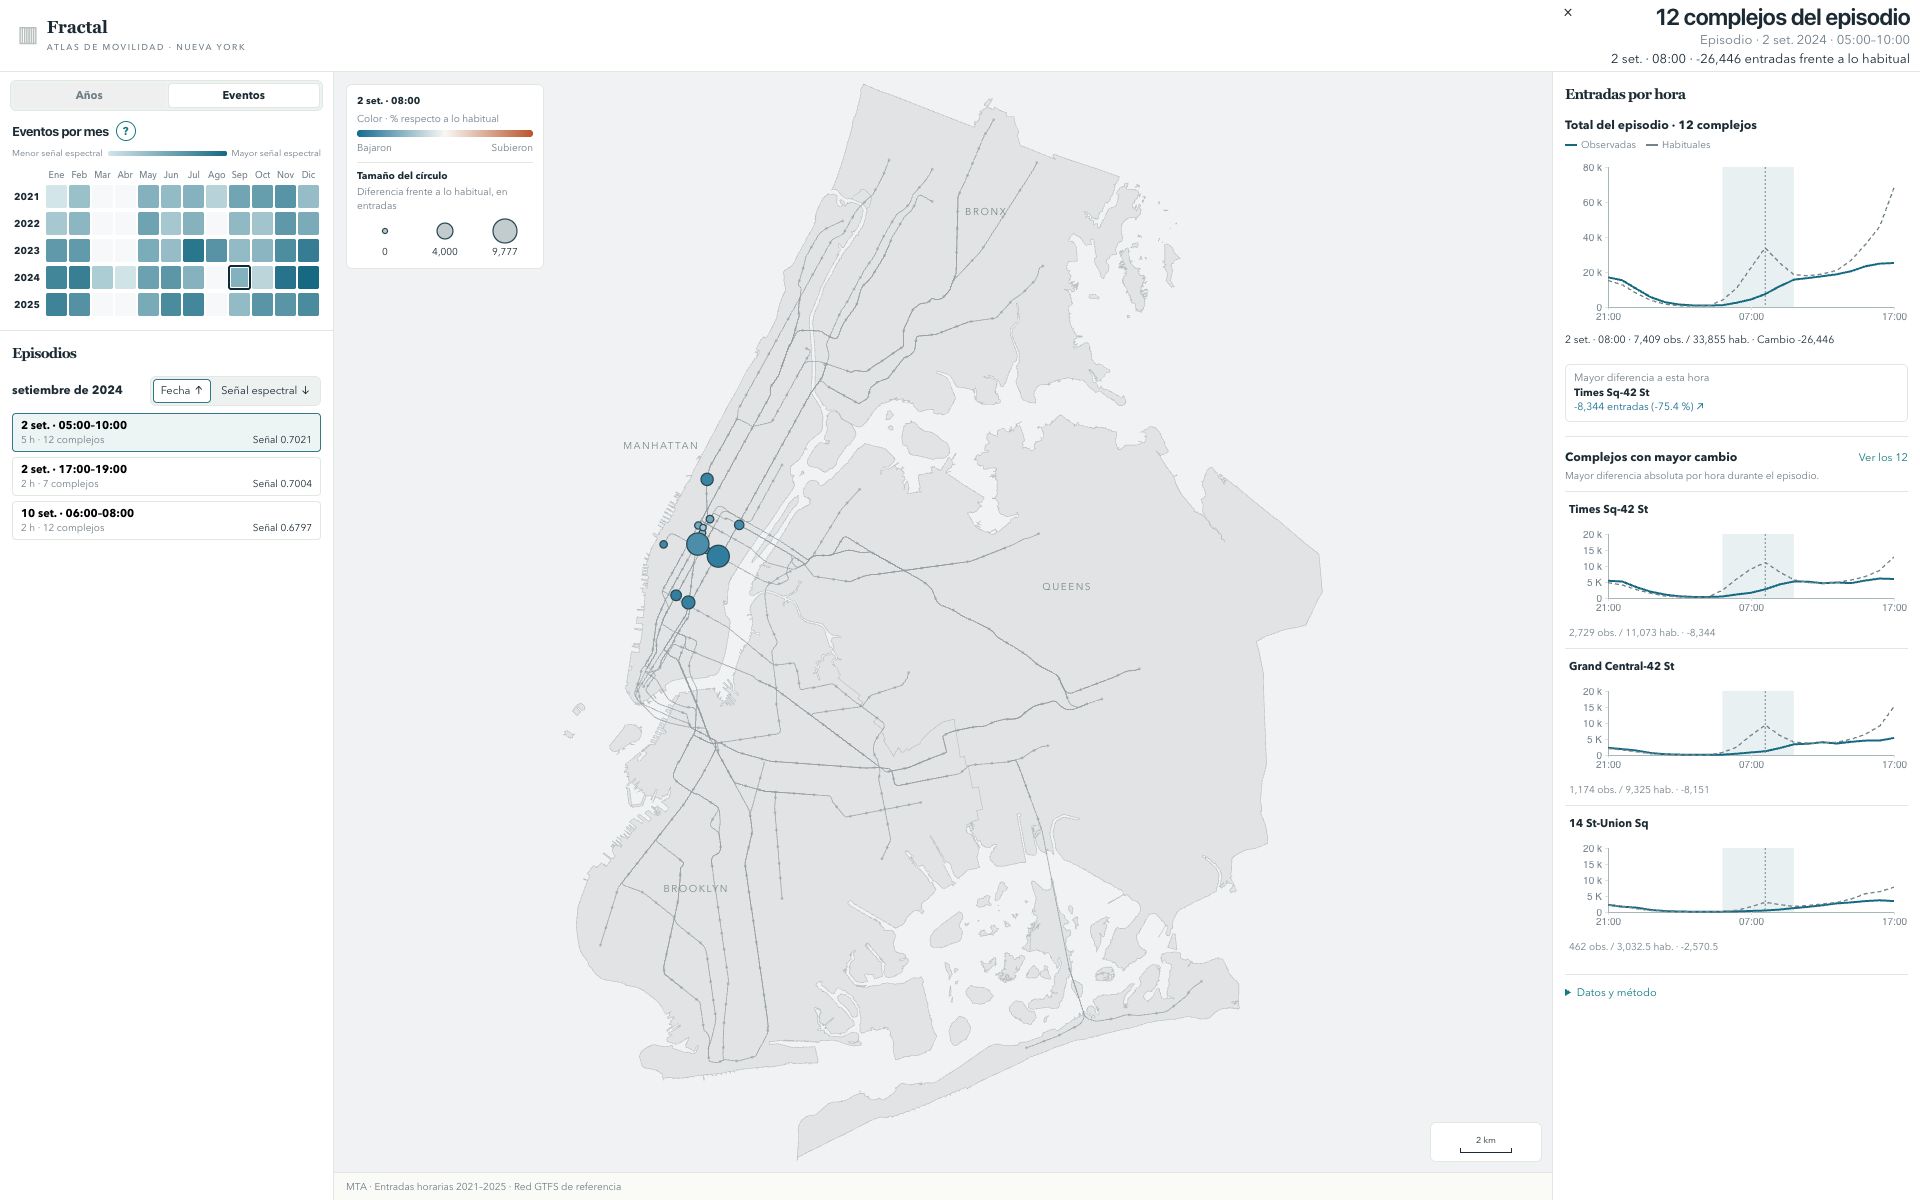 Fractal
ATLAS DE MOVILIDAD · NUEVA YORK
×
12 complejos del episodio
Episodio · 2 set. 2024 · 05:00–10:00
2 set. · 08:00 · -26,446 entradas frente a lo habitual
Años
Eventos
Eventos por mes
?
Menor señal espectral
Mayor señal espectral
Ene Feb Mar Abr May Jun Jul Ago Sep Oct Nov Dic
2021
2022
2023
2024
2025
Episodios
setiembre de 2024
Fecha ↑
Señal espectral ↓
2 set. · 05:00–10:00
5 h · 12 complejos
Señal 0.7021
2 set. · 17:00–19:00
2 h · 7 complejos
Señal 0.7004
10 set. · 06:00–08:00
2 h · 12 complejos
Señal 0.6797
2 set. · 08:00
Color · % respecto a lo habitual
Bajaron
Subieron
Tamaño del círculo
Diferencia frente a lo habitual, en
entradas
0
4,000
9,777
BRONX
MANHATTAN
QUEENS
BROOKLYN
2 km
MTA · Entradas horarias 2021–2025 · Red GTFS de referencia
Entradas por hora
Total del episodio · 12 complejos
Observadas
Habituales
80 k
60 k
40 k
20 k
0
21:00
07:00
17:00
2 set. · 08:00 · 7,409 obs. / 33,855 hab. · Cambio -26,446
Mayor diferencia a esta hora
Times Sq-42 St
-8,344 entradas (-75.4 %) ↗
Complejos con mayor cambio
Ver los 12
Mayor diferencia absoluta por hora durante el episodio.
Times Sq-42 St
20 k
15 k
10 k
5 K
0
21:00
07:00
17:00
2,729 obs. / 11,073 hab. · -8,344
Grand Central-42 St
20 k
15 k
10 k
5 K
0
21:00
07:00
17:00
1,174 obs. / 9,325 hab. · -8,151
14 St-Union Sq
20 k
15 k
10 k
5 K
0
21:00
07:00
17:00
462 obs. / 3,032.5 hab. · -2,570.5
Datos y método